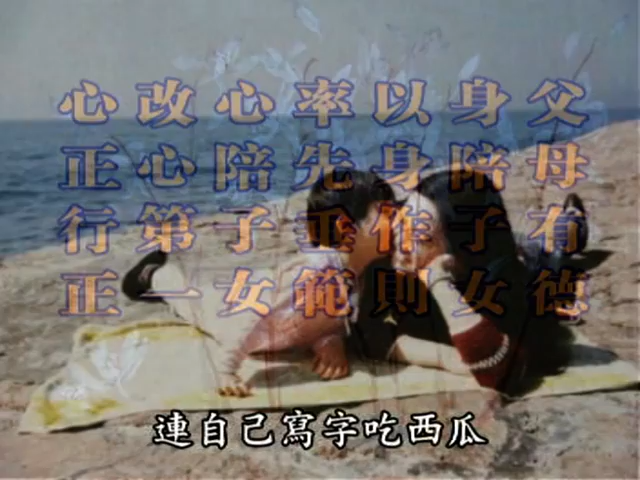 父母有德
身陪子女
以身作則
率先垂範
心陪子女
改心第一
心正行正
連自己寫字吃西瓜